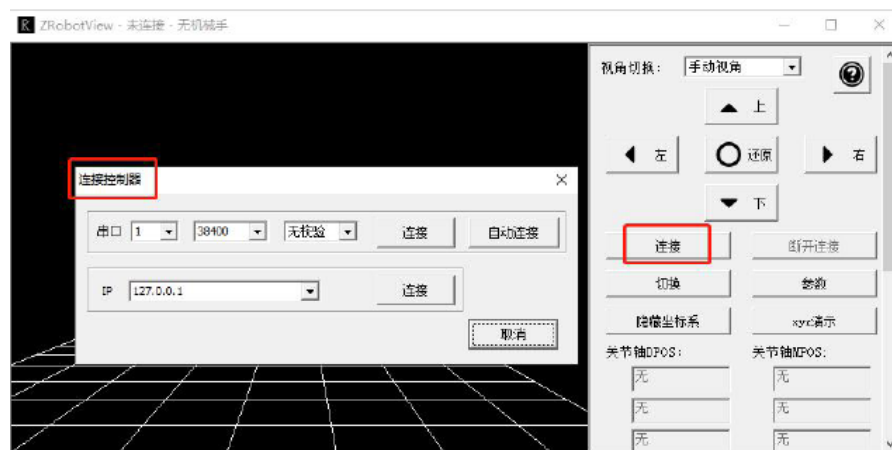 R ZRobotView - 未连接 - 无机械手
视角切换： 手动视角
上
左 还原 右
下
连接控制器
串口 1 38400 无校验 连接 自动连接
IP 127.0.0.1 连接
取消
连接 断开连接
切换 参数
隐藏坐标系 xyz演示
关节轴DPOS： 关节轴MPOS：
无 无
无 无
无 无